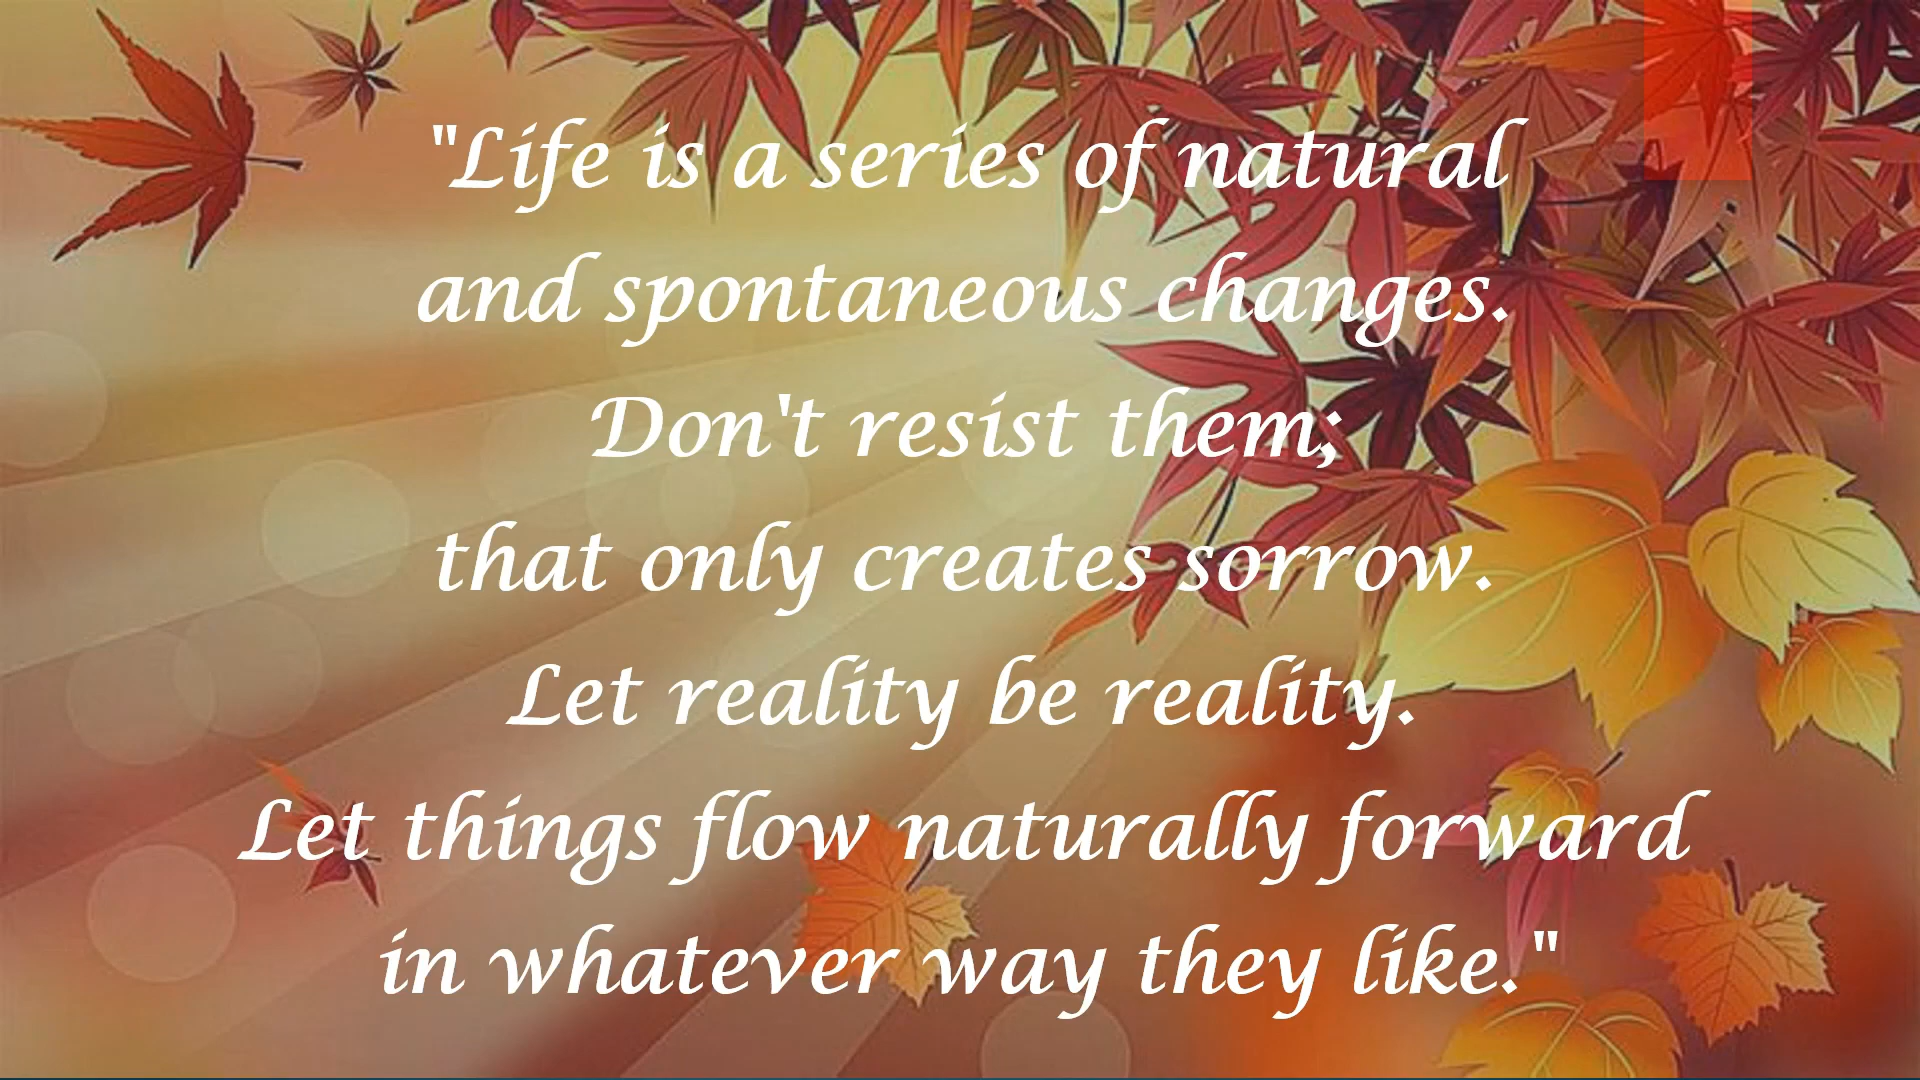 "Life is a series of natural
and spontaneous changes.
Don't resist them;
that only creates sorrow.
Let reality be reality.
Let things flow naturally forward
in whatever way they like."